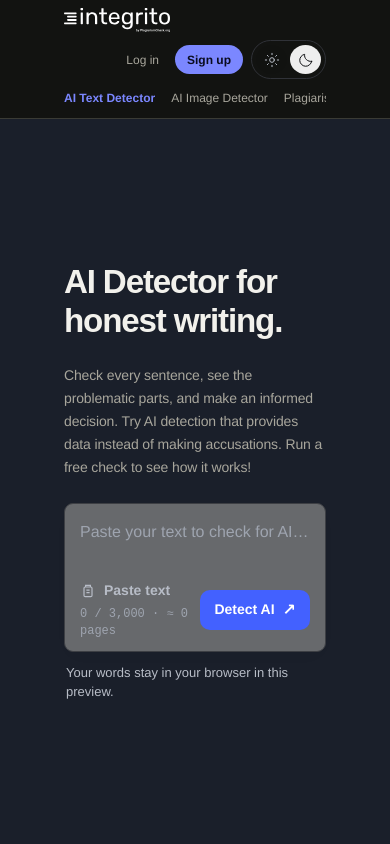 integrito
by PlagiarismCheck.org
Log in
Sign up
AI Text Detector
AI Image Detector
Plagiaris
AI Detector for
honest writing.
Check every sentence, see the
problematic parts, and make an informed
decision. Try AI detection that provides
data instead of making accusations. Run a
free check to see how it works!
Paste your text to check for AI…
Paste text
0 / 3,000 · ≈ 0
pages
Detect AI ↗
Your words stay in your browser in this
preview.